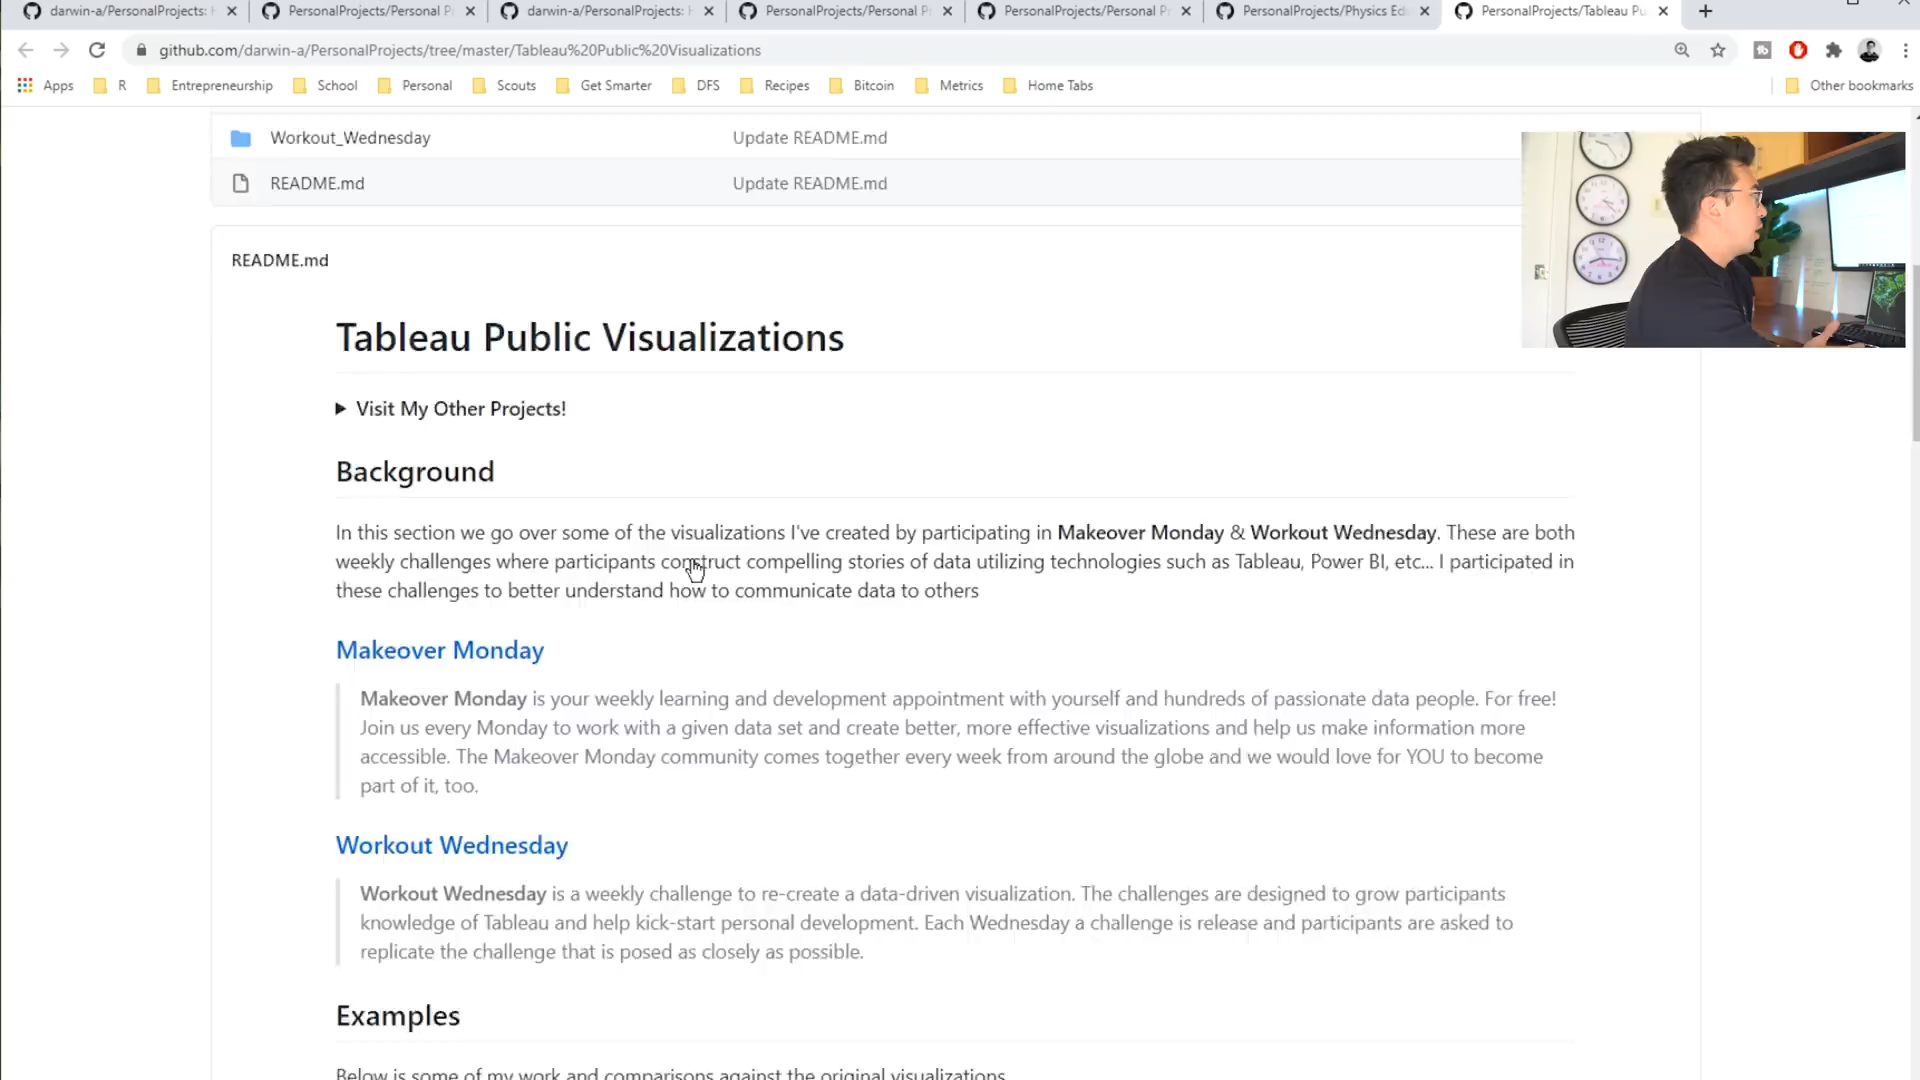 darwin-a/PersonalProjects:
PersonalProjects/Personal P
darwin-a/PersonalProjects:
PersonalProjects/Personal P
PersonalProjects/Personal P
PersonalProjects/Physics Ed
PersonalProjects/Tableau Pu
github.com/darwin-a/PersonalProjects/tree/master/Tableau%20Public%20Visualizations
Apps R Entrepreneurship School Personal Scouts Get Smarter DFS Recipes Bitcoin Metrics Home Tabs Other bookmarks
Workout_Wednesday Update README.md
README.md Update README.md
README.md
Tableau Public Visualizations
Visit My Other Projects!
Background
In this section we go over some of the visualizations I've created by participating in Makeover Monday & Workout Wednesday. These are both
weekly challenges where participants construct compelling stories of data utilizing technologies such as Tableau, Power BI, etc... I participated in
these challenges to better understand how to communicate data to others
Makeover Monday
Makeover Monday is your weekly learning and development appointment with yourself and hundreds of passionate data people. For free!
Join us every Monday to work with a given data set and create better, more effective visualizations and help us make information more
accessible. The Makeover Monday community comes together every week from around the globe and we would love for YOU to become
part of it, too.
Workout Wednesday
Workout Wednesday is a weekly challenge to re-create a data-driven visualization. The challenges are designed to grow participants
knowledge of Tableau and help kick-start personal development. Each Wednesday a challenge is release and participants are asked to
replicate the challenge that is posed as closely as possible.
Examples
Below is some of my work and comparisons against the original visualizations